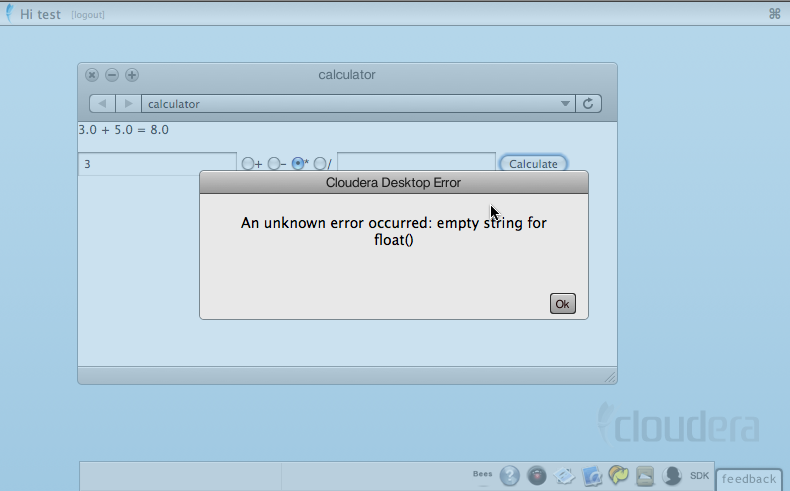 Hi test [logout] ⌘
calculator
calculator
3.0 + 5.0 = 8.0
3 + - * / Calculate
Cloudera Desktop Error
An unknown error occurred: empty string for
float()
Ok
cloudera
Bees SDK feedback